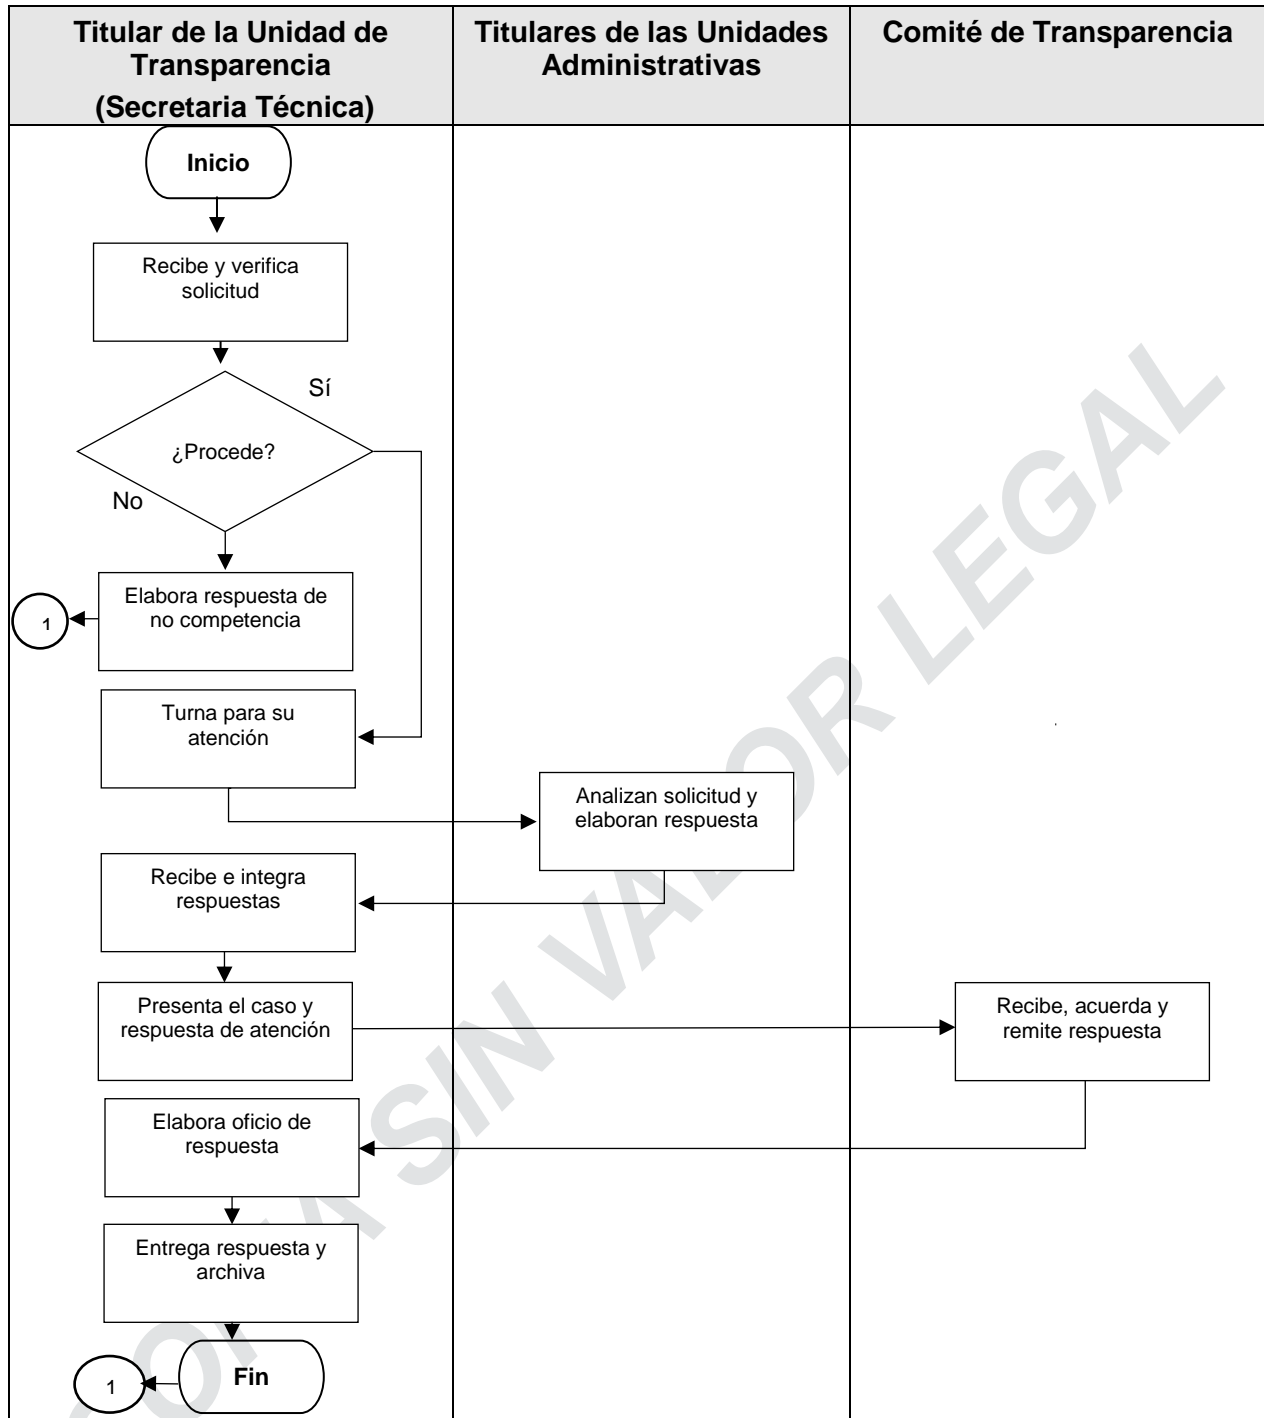 Titular de la Unidad de
Transparencia
(Secretaria Técnica)
Titulares de las Unidades
Administrativas
Comité de Transparencia
Inicio
Recibe y verifica
solicitud
Sí
¿Procede?
No
Elabora respuesta de
no competencia
1
Turna para su
atención
Analizan solicitud y
elaboran respuesta
Recibe e integra
respuestas
Presenta el caso y
respuesta de atención
Recibe, acuerda y
remite respuesta
Elabora oficio de
respuesta
Entrega respuesta y
archiva
Fin
1
COPIA SIN VALOR LEGAL